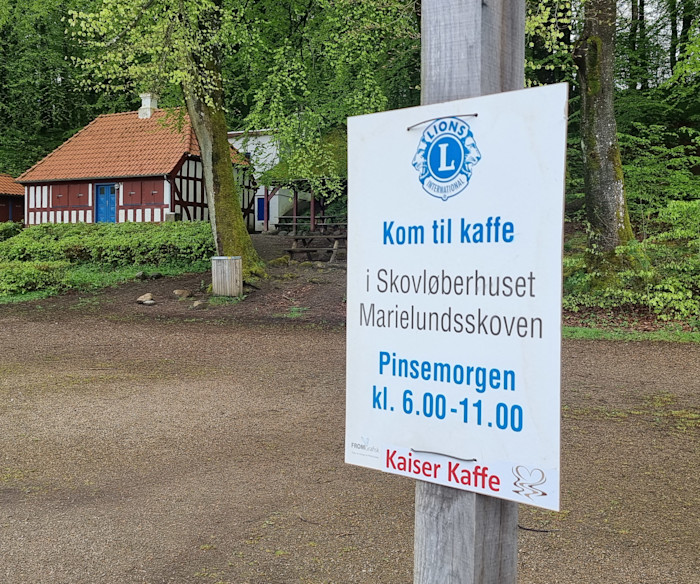 LIONS
L
INTERNATIONAL
Kom til kaffe
i Skovløberhuset
Marielundsskoven
Pinsemorgen
kl. 6.00-11.00
Kaiser Kaffe